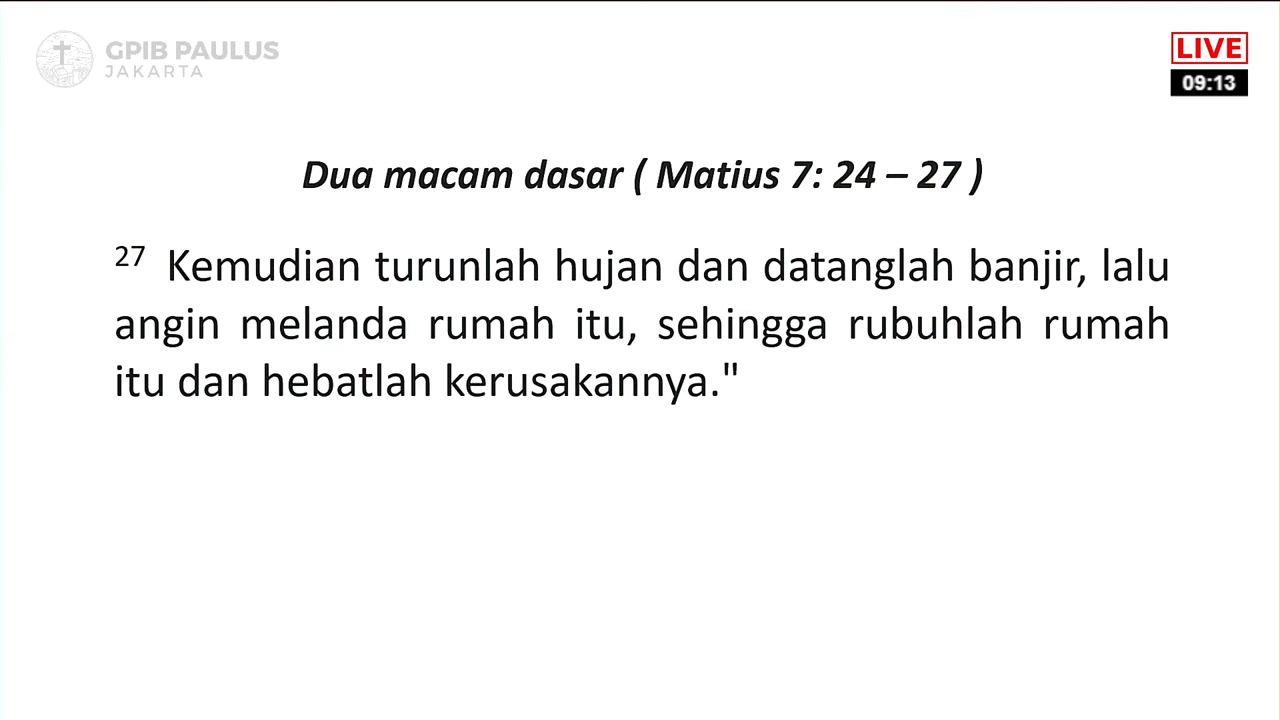 GPIB PAULUS
JAKARTA
LIVE
09:13
Dua macam dasar ( Matius 7: 24 – 27 )
27 Kemudian turunlah hujan dan datanglah banjir, lalu
angin melanda rumah itu, sehingga rubuhlah rumah
itu dan hebatlah kerusakannya."